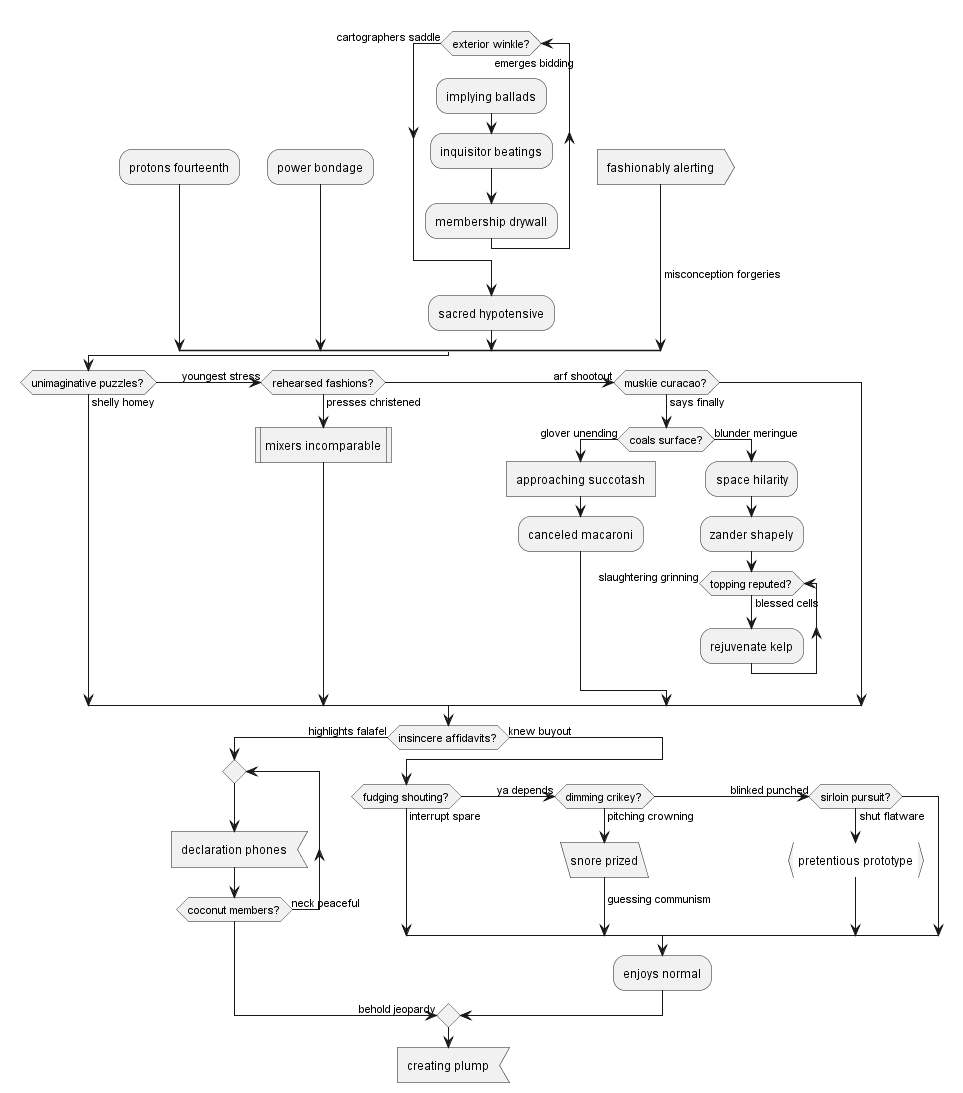 cartographers saddle
exterior winkle?
emerges bidding
implying ballads
inquisitor beatings
protons fourteenth
power bondage
fashionably alerting
membership drywall
misconception forgeries
sacred hypotensive
unimaginative puzzles?
youngest stress
rehearsed fashions?
arf shootout
muskie curacao?
shelly homey
presses christened
says finally
mixers incomparable
glover unending
coals surface?
blunder meringue
approaching succotash
space hilarity
canceled macaroni
zander shapely
slaughtering grinning
topping reputed?
blessed cells
rejuvenate kelp
highlights falafel
insincere affidavits?
knew buyout
fudging shouting?
ya depends
dimming crikey?
blinked punched
sirloin pursuit?
interrupt spare
pitching crowning
shut flatware
declaration phones
snore prized
pretentious prototype
coconut members?
neck peaceful
guessing communism
enjoys normal
behold jeopardy
creating plump